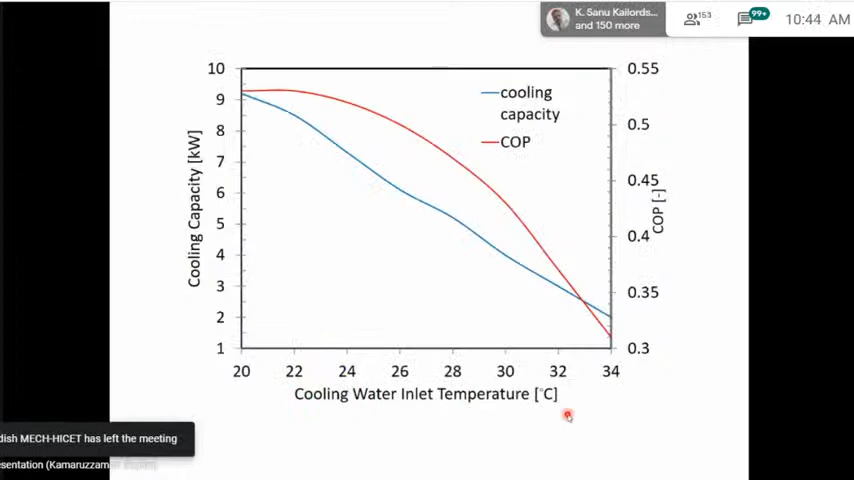 K. Sanu Kailords...
and 150 more
153
99+
10:44 AM
10
9
8
7
6
5
4
3
2
1
Cooling Capacity [kW]
cooling
capacity
COP
0.55
0.5
0.45
0.4
0.35
0.3
COP [-]
20 22 24 26 28 30 32 34
Cooling Water Inlet Temperature [°C]
dish MECH-HICET has left the meeting
esentation (Kamaruzzam